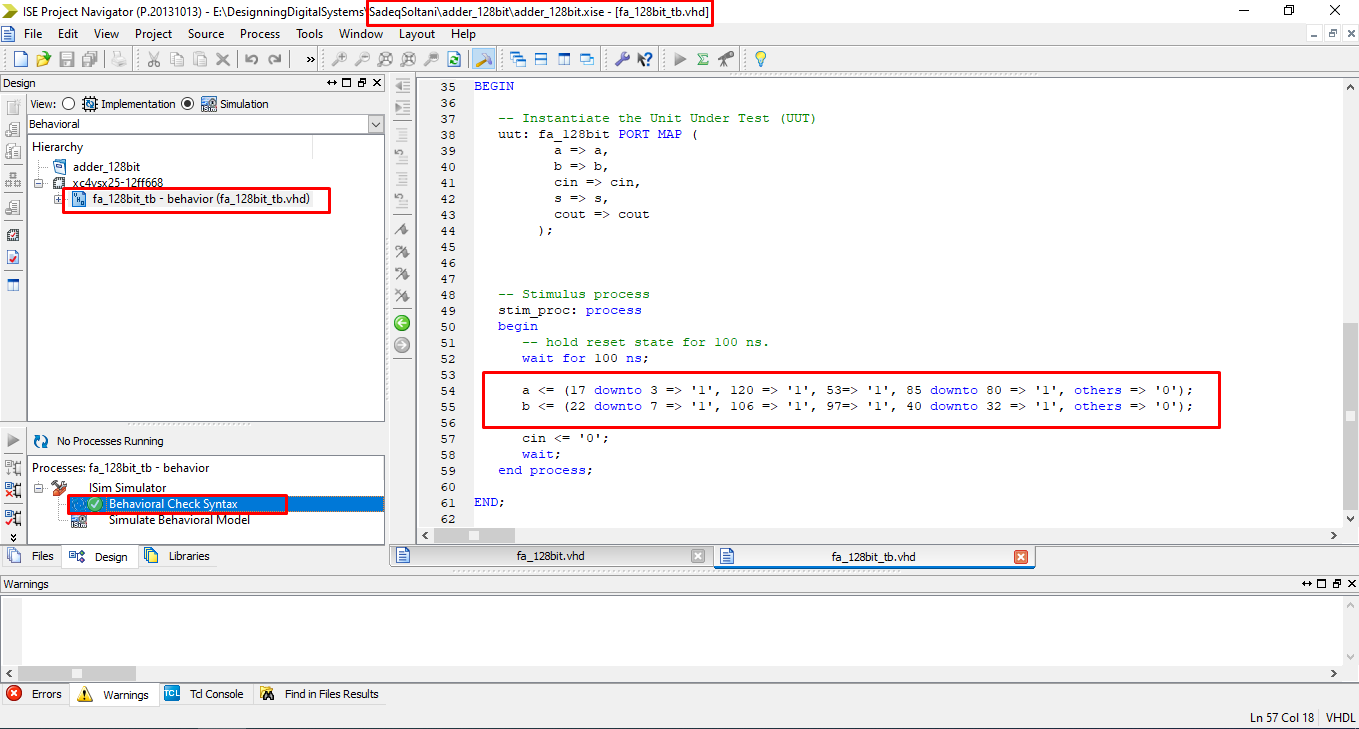 ISE Project Navigator (P.20131013) - E:\DesignningDigitalSystems\SadeqSoltani\adder_128bit\adder_128bit.xise - [fa_128bit_tb.vhd]
File Edit View Project Source Process Tools Window Layout Help
Design
View: Implementation Simulation
Behavioral
Hierarchy
adder_128bit
xc4vsx25-12ff668
fa_128bit_tb - behavior (fa_128bit_tb.vhd)
No Processes Running
Processes: fa_128bit_tb - behavior
ISim Simulator
Behavioral Check Syntax
Simulate Behavioral Model
Files Design Libraries
35 BEGIN
36
37 -- Instantiate the Unit Under Test (UUT)
38 uut: fa_128bit PORT MAP (
39 a => a,
40 b => b,
41 cin => cin,
42 s => s,
43 cout => cout
44 );
45
46
47
48 -- Stimulus process
49 stim_proc: process
50 begin
51 -- hold reset state for 100 ns.
52 wait for 100 ns;
53
54 a <= (17 downto 3 => '1', 120 => '1', 53=> '1', 85 downto 80 => '1', others => '0');
55 b <= (22 downto 7 => '1', 106 => '1', 97=> '1', 40 downto 32 => '1', others => '0');
56
57 cin <= '0';
58 wait;
59 end process;
60
61 END;
62
fa_128bit.vhd fa_128bit_tb.vhd
Warnings
Errors Warnings Tcl Console Find in Files Results
Ln 57 Col 18 VHDL